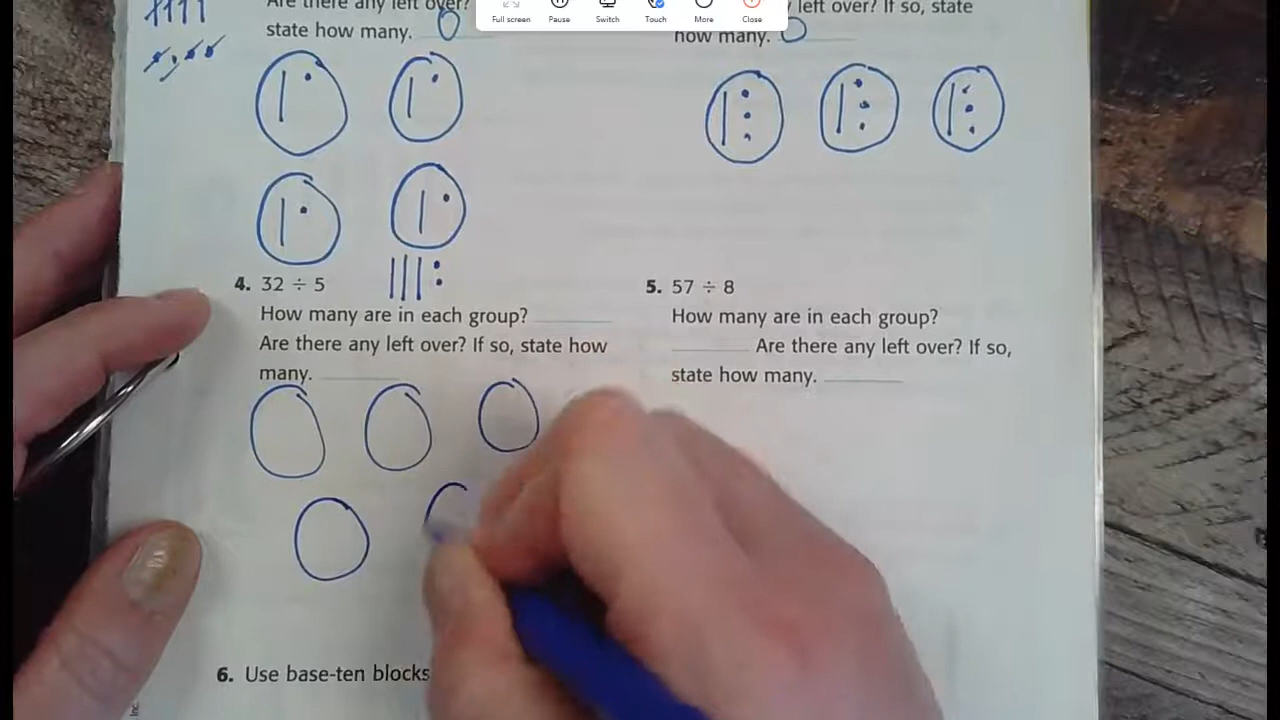 Full screen Pause Switch Touch More Close
Are there any left over?
state how many. 0
left over? If so, state
how many. 0
4. 32 ÷ 5
How many are in each group?
Are there any left over? If so, state how
many.
5. 57 ÷ 8
How many are in each group?
Are there any left over? If so,
state how many.
6. Use base-ten blocks
Inc.